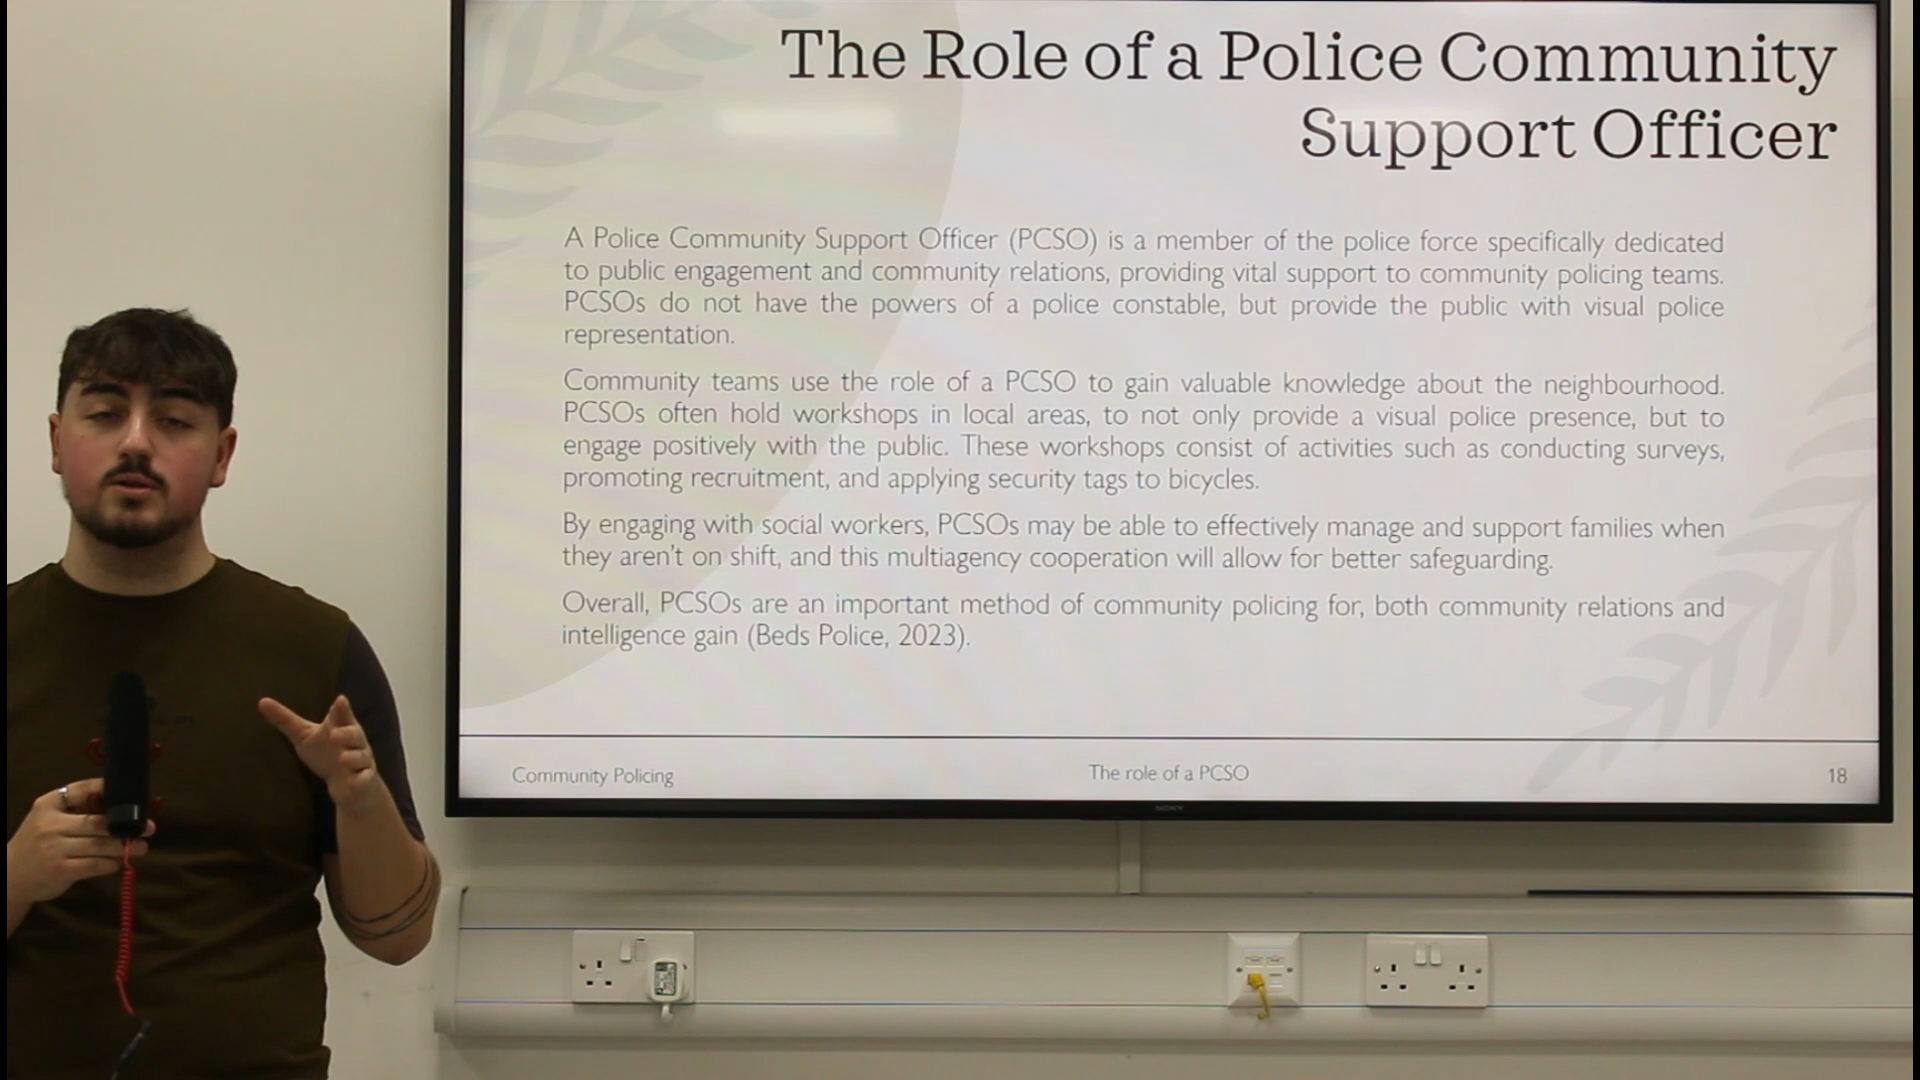 The Role of a Police Community
Support Officer
A Police Community Support Officer (PCSO) is a member of the police force specifically dedicated
to public engagement and community relations, providing vital support to community policing teams.
PCSOs do not have the powers of a police constable, but provide the public with visual police
representation.
Community teams use the role of a PCSO to gain valuable knowledge about the neighbourhood.
PCSOs often hold workshops in local areas, to not only provide a visual police presence, but to
engage positively with the public. These workshops consist of activities such as conducting surveys,
promoting recruitment, and applying security tags to bicycles.
By engaging with social workers, PCSOs may be able to effectively manage and support families when
they aren't on shift, and this multiagency cooperation will allow for better safeguarding.
Overall, PCSOs are an important method of community policing for, both community relations and
intelligence gain (Beds Police, 2023).
Community Policing
The role of a PCSO
18
SONY